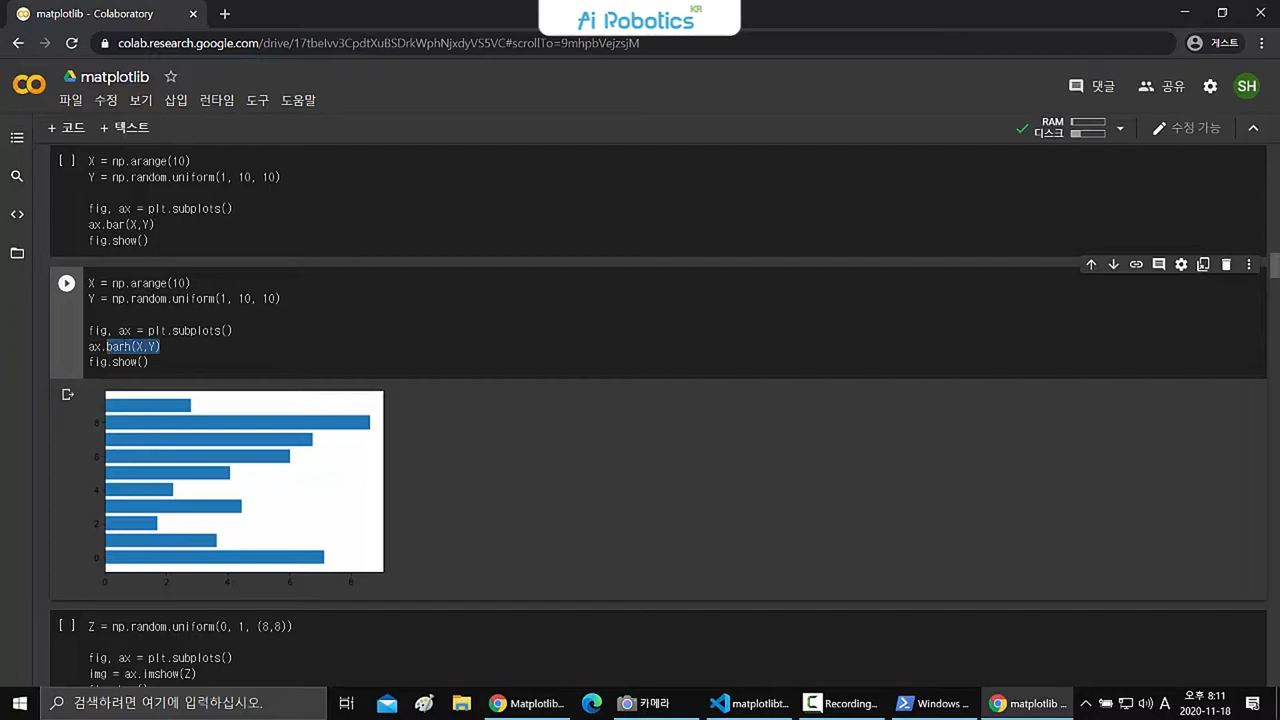 matplotlib - Colaboratory
KR
Ai Robotics
colab.research.google.com/drive/17tbeIvv3CpdtXuBSDrkWphNjxdyVS5VC#scrollTo=9mhpbVejzsjM
게스트
matplotlib
파일 수정 보기 삽입 런타임 도구 도움말
댓글
공유
SH
+ 코드 + 텍스트
RAM
디스크
수정 가능
[ ] X = np.arange(10)
Y = np.random.uniform(1, 10, 10)
fig, ax = plt.subplots()
ax.bar(X,Y)
fig.show()
X = np.arange(10)
Y = np.random.uniform(1, 10, 10)
fig, ax = plt.subplots()
ax.barh(X,Y)
fig.show()
8
6
4
2
0
0 2 4 6 8
[ ] Z = np.random.uniform(0, 1, (8,8))
fig, ax = plt.subplots()
img = ax.imshow(Z)
검색하려면 여기에 입력하십시오.
Matplotlib...
카메라
matplotlibt...
Recording...
Windows ...
matplotlib ...
A
오후 8:11
2020-11-18